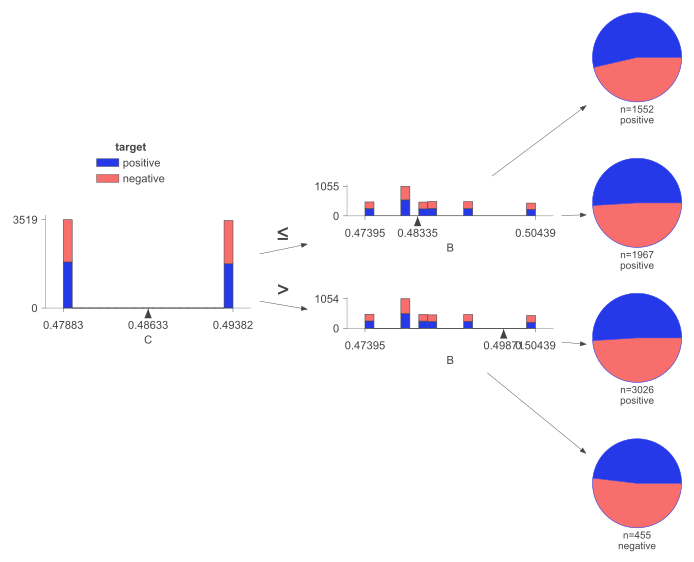 target
positive
negative
3519
0
0.47883
0.48633
0.49382
C
≤
>
1055
0
0.47395
0.48335
0.50439
B
1054
0
0.47395
0.49871
0.50439
B
n=1552
positive
n=1967
positive
n=3026
positive
n=455
negative